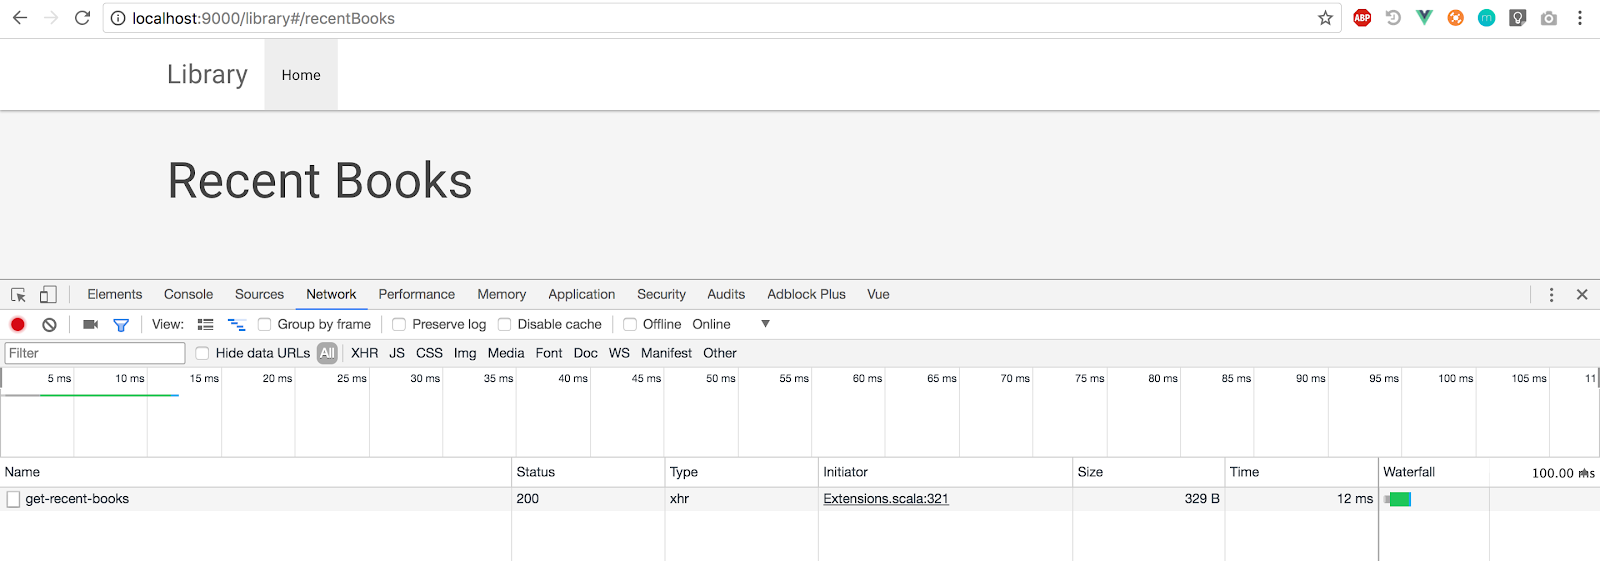 localhost:9000/library#/recentBooks
ABP
m
Library Home
Recent Books
Elements Console Sources Network Performance Memory Application Security Audits Adblock Plus Vue
View: Group by frame Preserve log Disable cache Offline Online
Filter Hide data URLs All XHR JS CSS Img Media Font Doc WS Manifest Other
5 ms 10 ms 15 ms 20 ms 25 ms 30 ms 35 ms 40 ms 45 ms 50 ms 55 ms 60 ms 65 ms 70 ms 75 ms 80 ms 85 ms 90 ms 95 ms 100 ms 105 ms 11
Name Status Type Initiator Size Time Waterfall 100.00 ms
get-recent-books 200 xhr Extensions.scala:321 329 B 12 ms